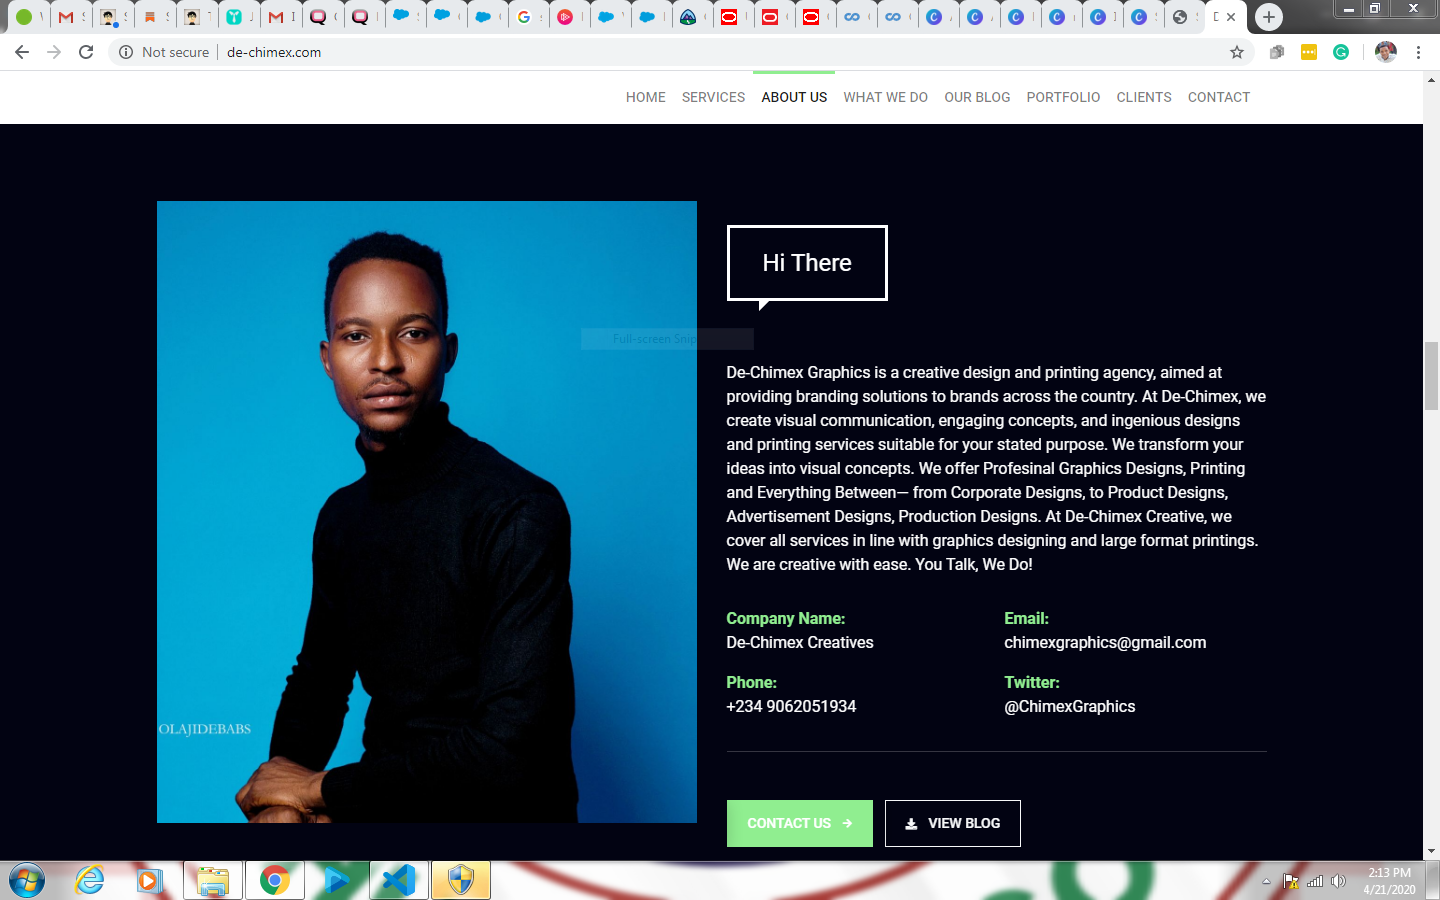 Not secure
de-chimex.com
HOME SERVICES ABOUT US WHAT WE DO OUR BLOG PORTFOLIO CLIENTS CONTACT
Hi There
Full-screen Snip
De-Chimex Graphics is a creative design and printing agency, aimed at
providing branding solutions to brands across the country. At De-Chimex, we
create visual communication, engaging concepts, and ingenious designs
and printing services suitable for your stated purpose. We transform your
ideas into visual concepts. We offer Profesinal Graphics Designs, Printing
and Everything Between— from Corporate Designs, to Product Designs,
Advertisement Designs, Production Designs. At De-Chimex Creative, we
cover all services in line with graphics designing and large format printings.
We are creative with ease. You Talk, We Do!
Company Name: Email:
De-Chimex Creatives chimexgraphics@gmail.com
Phone: Twitter:
+234 9062051934 @ChimexGraphics
OLAJIDEBABS
CONTACT US VIEW BLOG
2:13 PM
4/21/2020